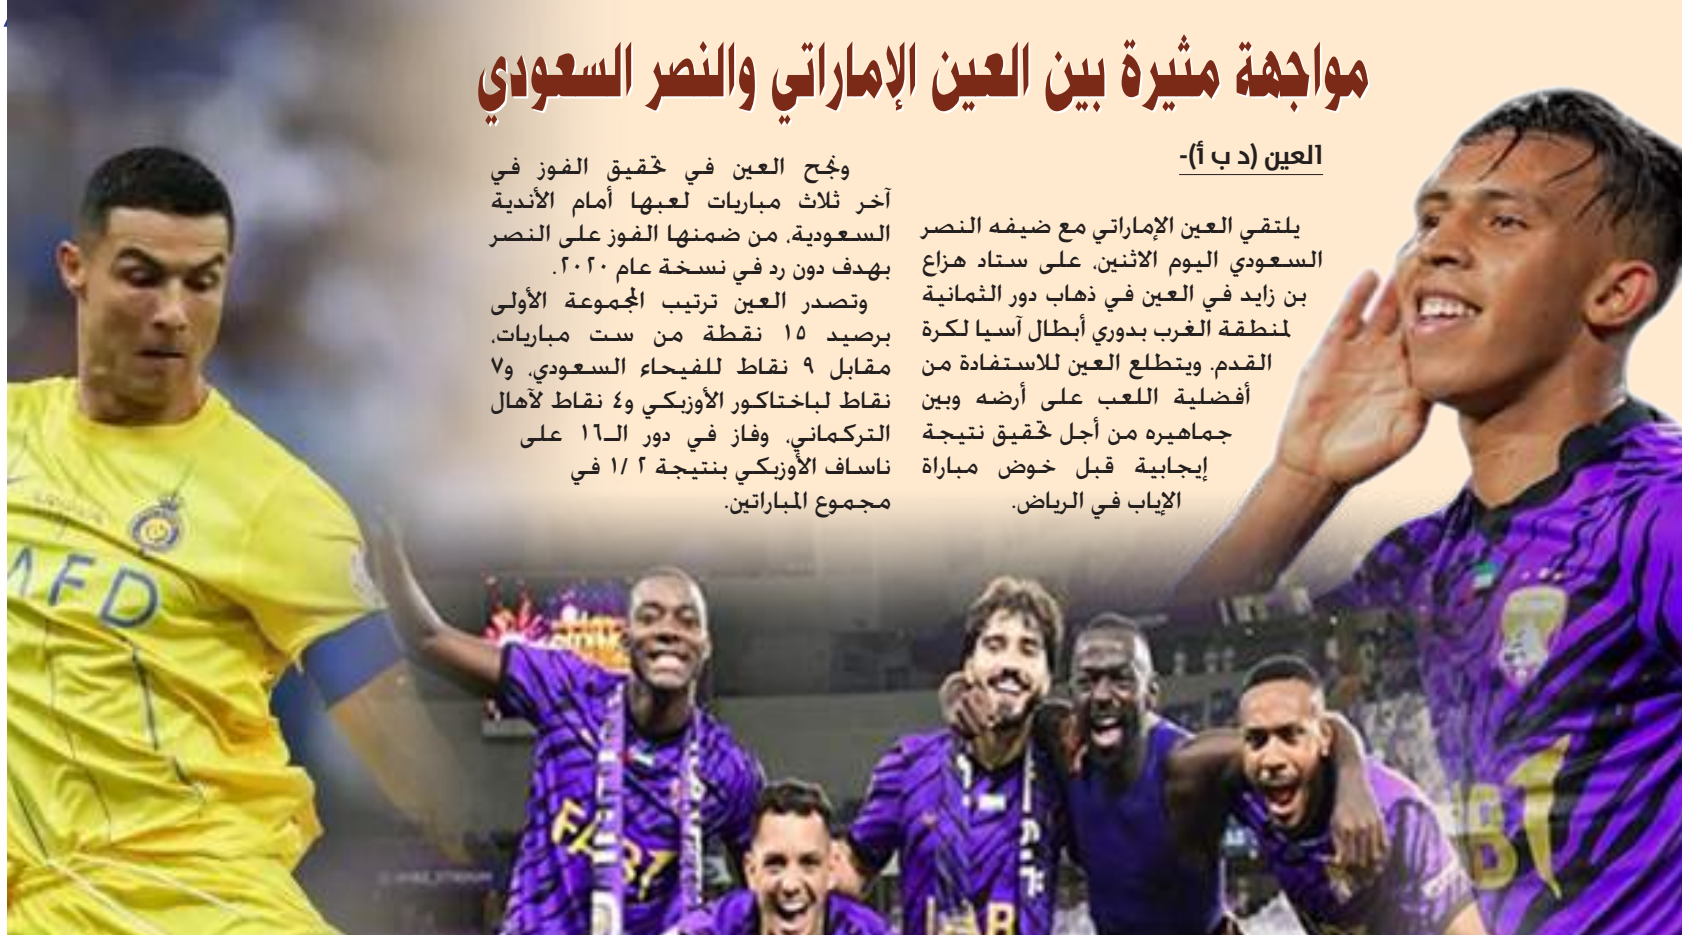 مواجهة مثيرة بين العين الإماراتي والنصر السعودي
العين (د ب أ)-
يلتقي العين الإماراتي مع ضيفه النصر
السعودي اليوم الاثنين، على ستاد هزاع
بن زايد في العين في ذهاب دور الثمانية
لمنطقة الغرب بدوري أبطال آسيا لكرة
القدم. ويتطلع العين للاستفادة من
أفضلية اللعب على أرضه وبين
جماهيره من أجل تحقيق نتيجة
إيجابية قبل خوض مباراة
الإياب في الرياض.
ونجح العين في تحقيق الفوز في
آخر ثلاث مباريات لعبها أمام الأندية
السعودية، من ضمنها الفوز على النصر
بهدف دون رد في نسخة عام ٢٠٢٠.
وتصدر العين ترتيب المجموعة الأولى
برصيد ١٥ نقطة من ست مباريات،
مقابل ٩ نقاط للفيحاء السعودي، و٧
نقاط لباختاكور الأوزبكي و٤ نقاط لآهال
التركماني، وفاز في دور الـ١٦ على
ناساف الأوزبكي بنتيجة ٢ /١ في
مجموع المباراتين.
AFD